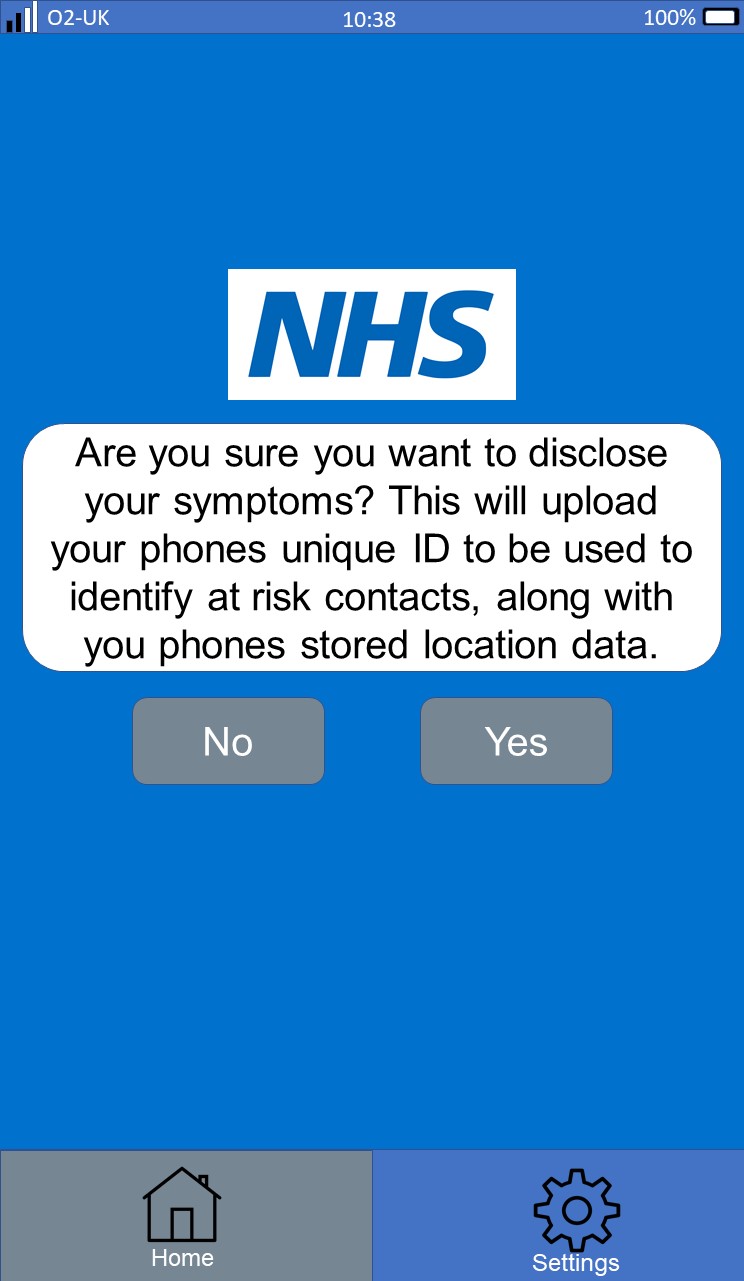 O2-UK 10:38 100%
NHS
Are you sure you want to disclose
your symptoms? This will upload
your phones unique ID to be used to
identify at risk contacts, along with
you phones stored location data.
No Yes
Home Settings